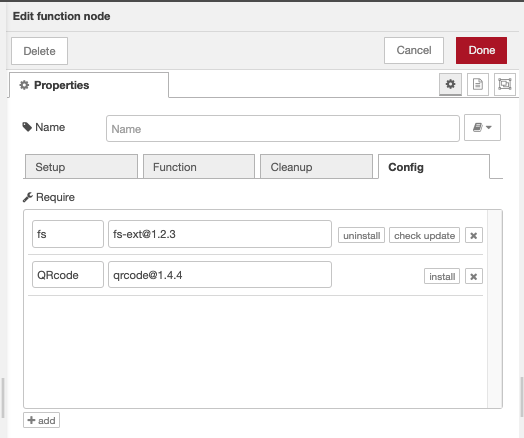 Edit function node
Delete
Cancel
Done
Properties
Name
Name
Setup
Function
Cleanup
Config
Require
fs
fs-ext@1.2.3
uninstall
check update
x
QRcode
qrcode@1.4.4
install
x
+ add